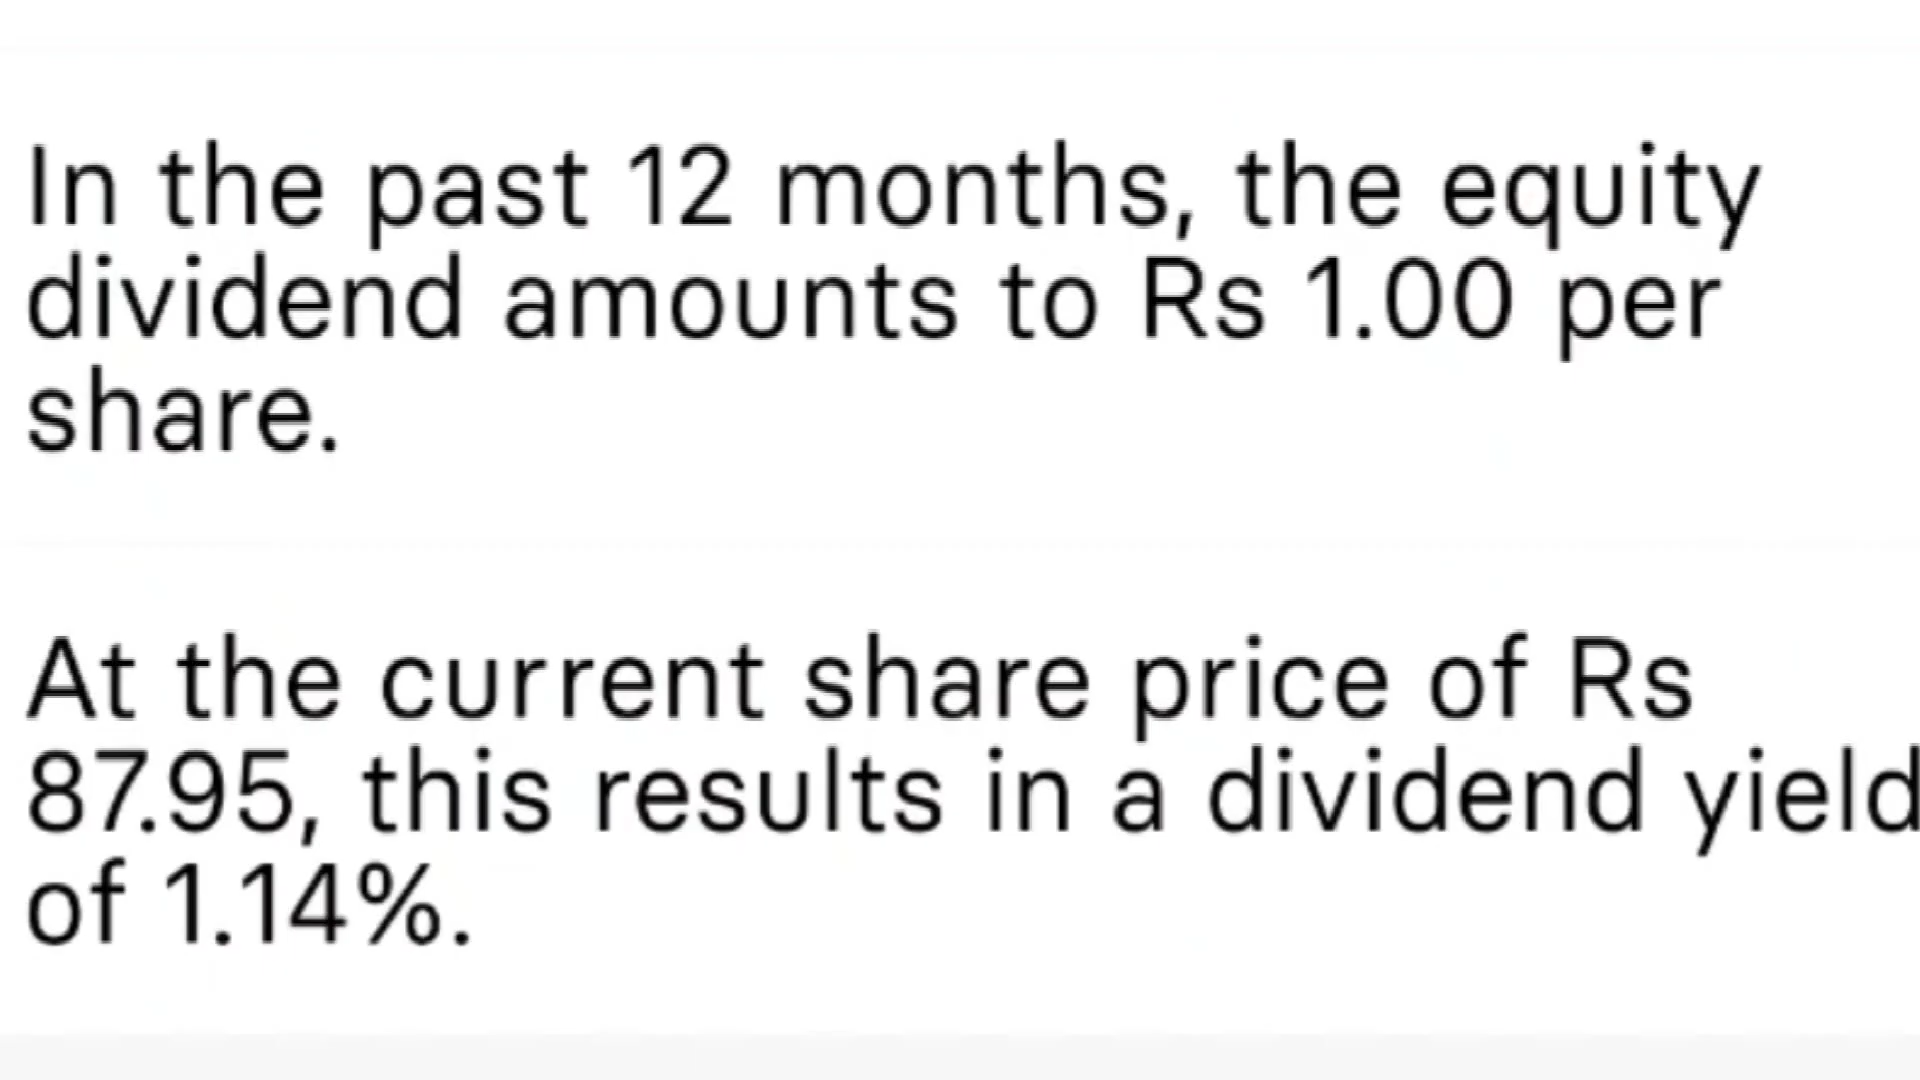 In the past 12 months, the equity
dividend amounts to Rs 1.00 per
share.
At the current share price of Rs
87.95, this results in a dividend yield
of 1.14%.